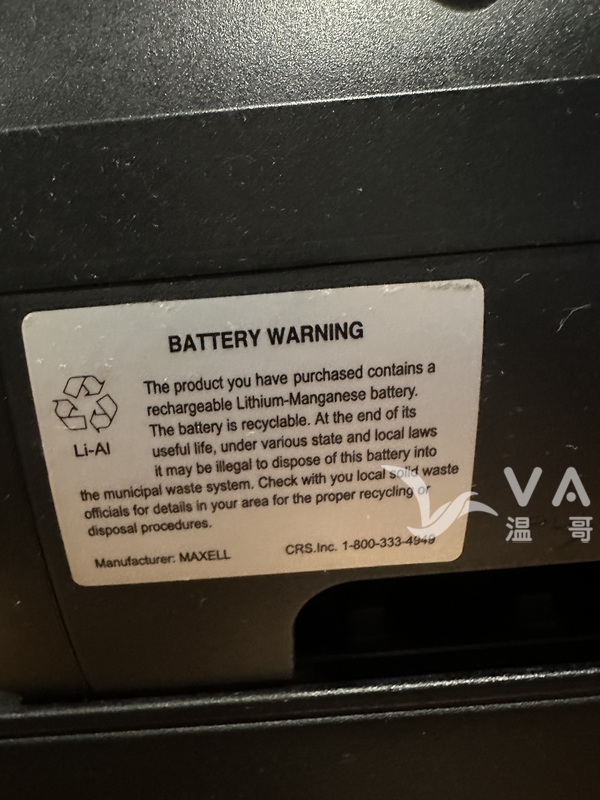 BATTERY WARNING
The product you have purchased contains a
rechargeable Lithium-Manganese battery.
The battery is recyclable. At the end of its
useful life, under various state and local laws
it may be illegal to dispose of this battery into
the municipal waste system. Check with you local solid waste
officials for details in your area for the proper recycling or
disposal procedures.
Li-Al
Manufacturer: MAXELL
CRS.Inc. 1-800-333-4949
VA
温哥